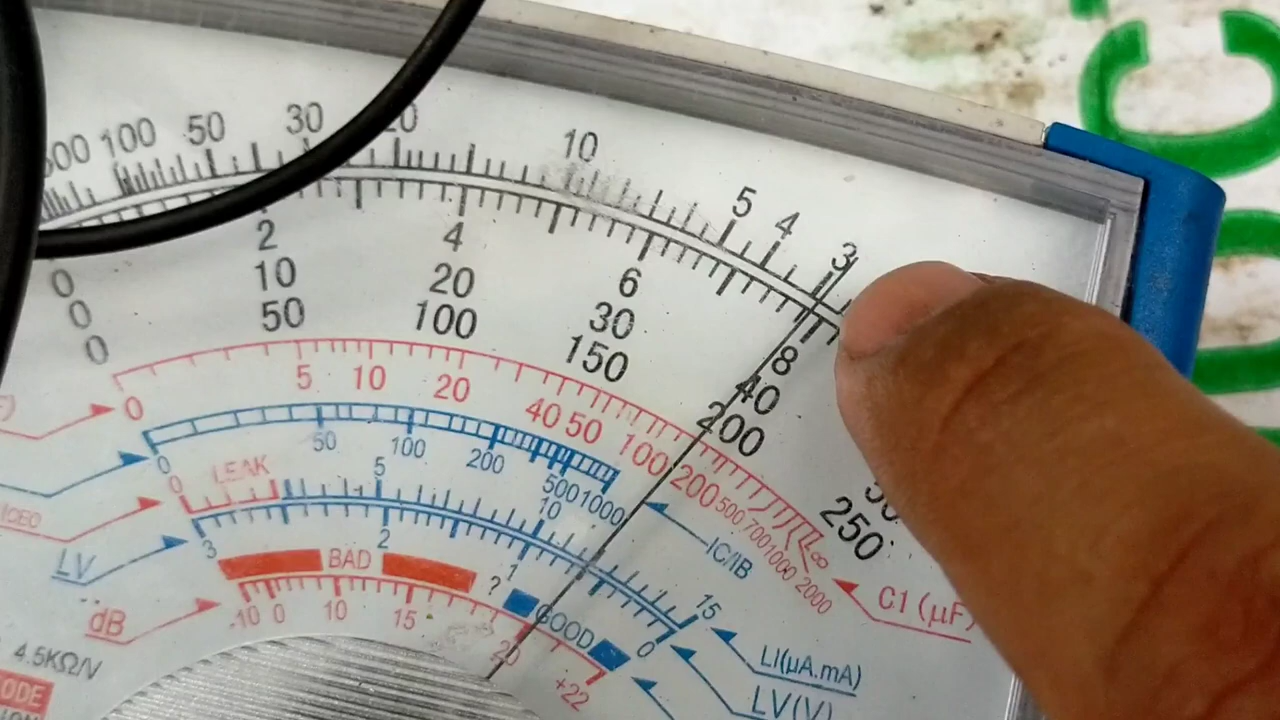 100 50 30 20 10 5 4 3
0 2 4 6 8
0 10 20 30 40
0 50 100 150 200 250
0 5 10 20 40 50 100 200 500 700 1000 2000 ∞
C1 (µF)
0 50 100 200 500 1000
IC/IB
0 LEAK 5 10 15
LI(µA.mA)
ICEO
LV
3 2 1 0
LV(V)
BAD ? GOOD
dB
-10 0 10 15 20 +22
4.5KΩ/V